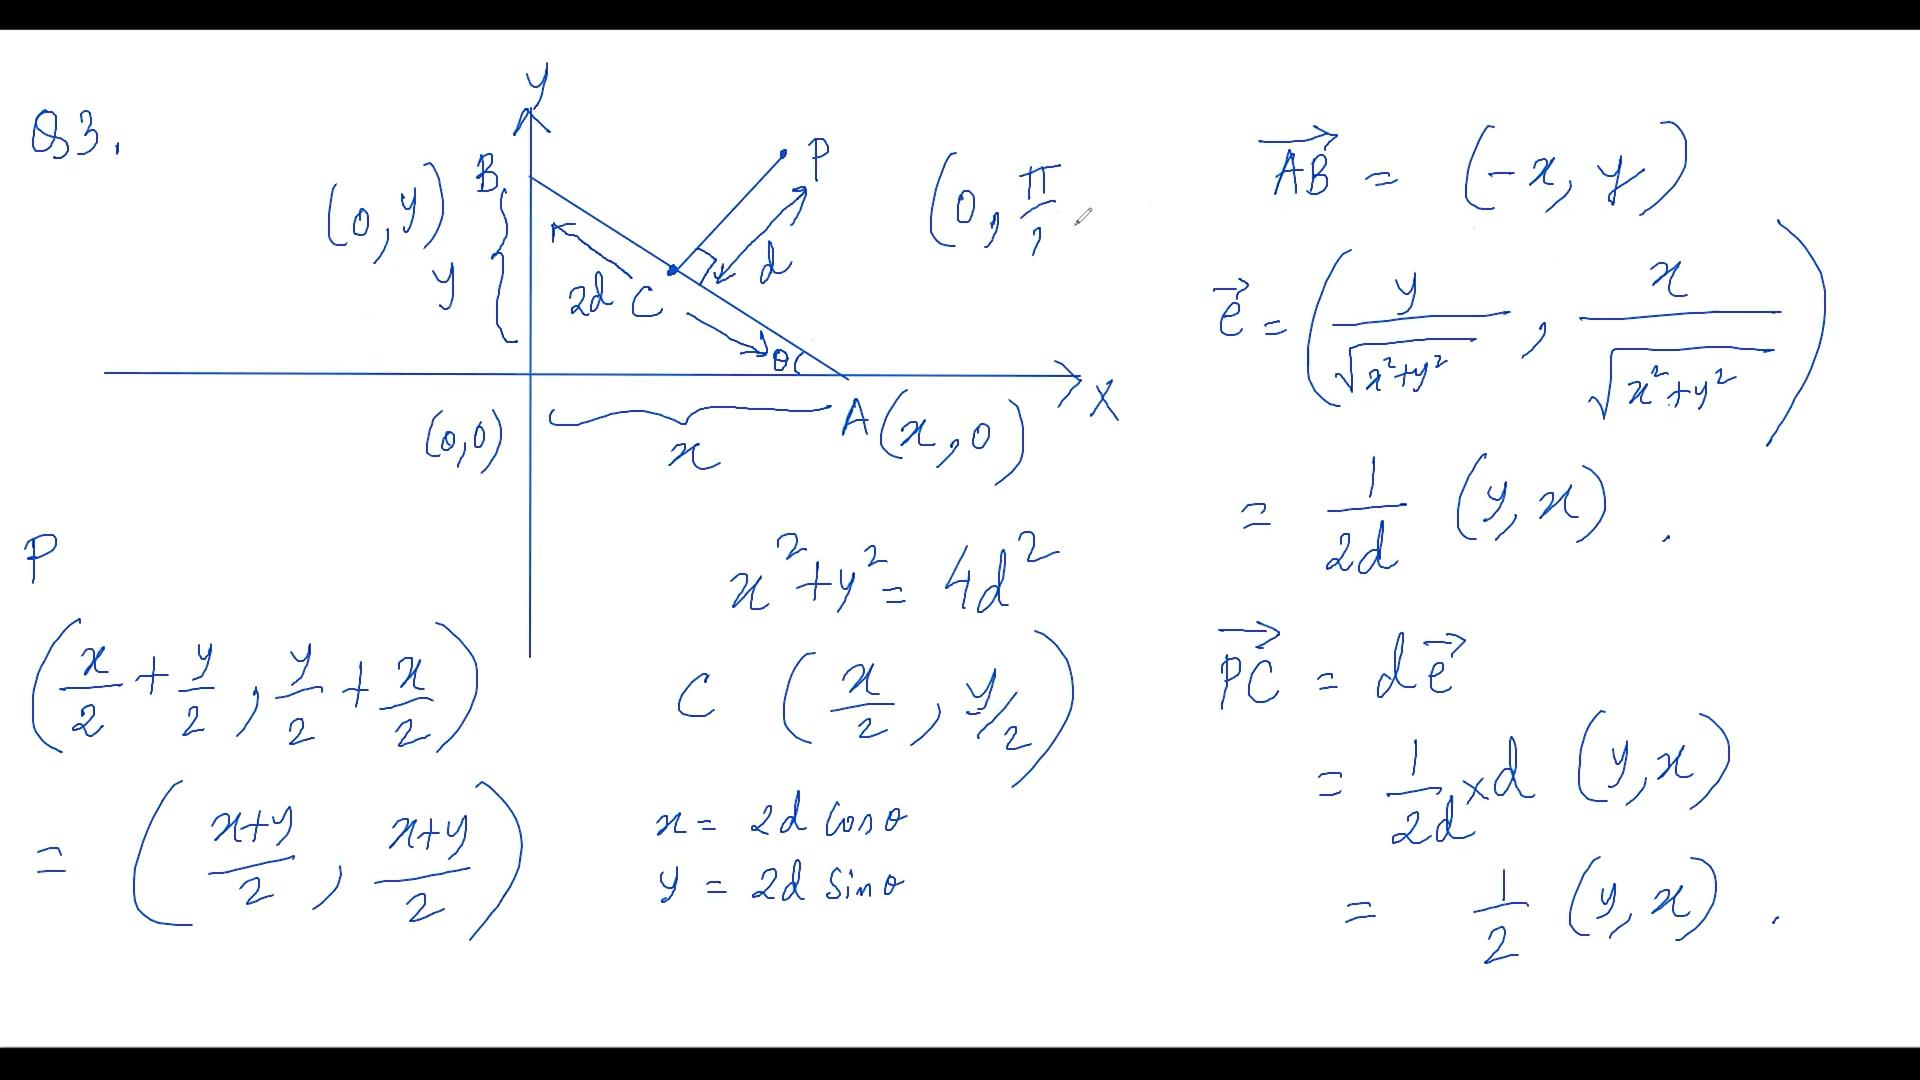 Q3.
y
B
(0, y)
y
2d
C
P
d
θ
(0, π/2
X
(0,0)
x
A (x, 0)
P
(x/2 + y/2, y/2 + x/2)
= (x+y/2, x+y/2)
x²+y² = 4d²
C (x/2, y/2)
x = 2d cos θ
y = 2d sin θ
AB→ = (-x, y)
e→ = (y/√x²+y², x/√x²+y²)
= 1/2d (y, x).
PC→ = d e→
= 1/2d × d (y, x)
= 1/2 (y, x).